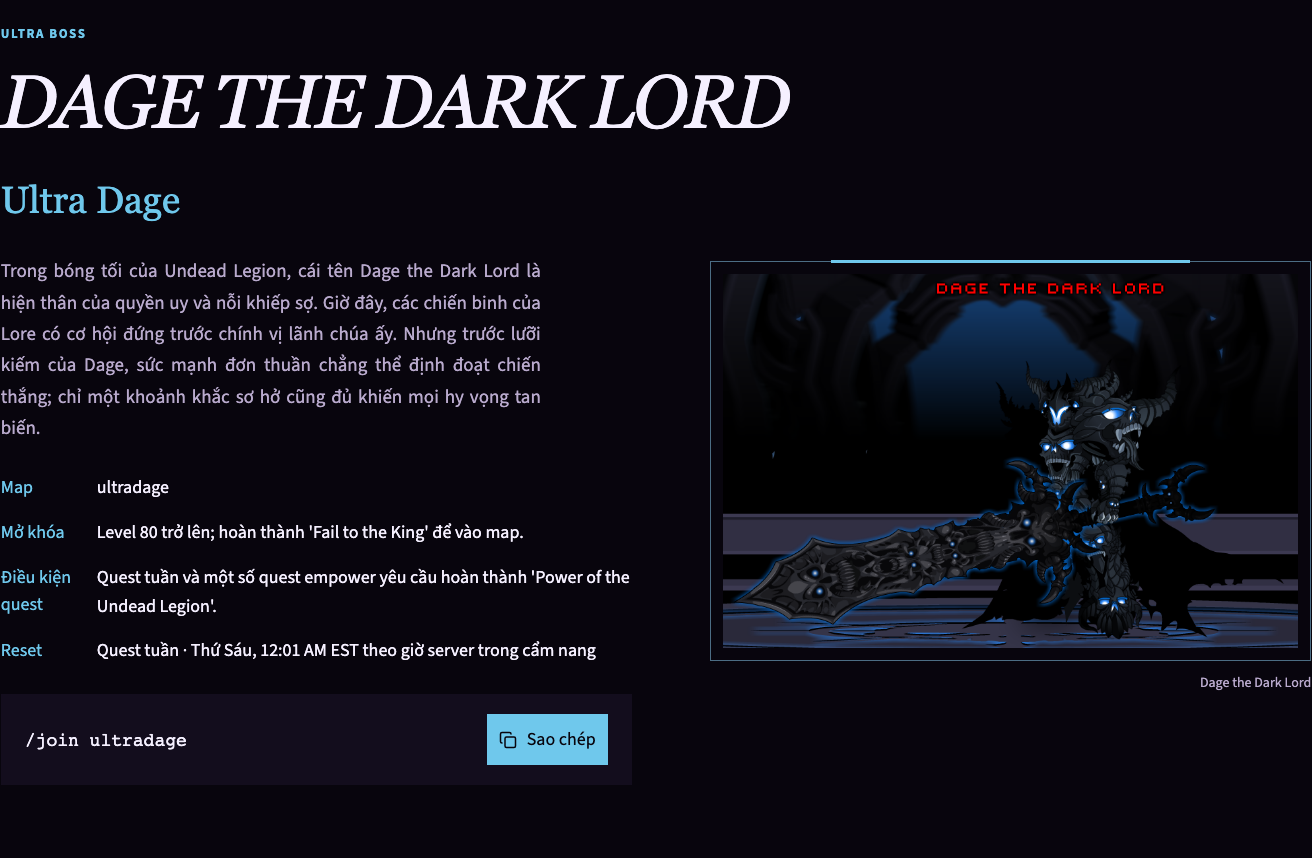 ULTRA BOSS
DAGE THE DARK LORD
Ultra Dage
Trong bóng tối của Undead Legion, cái tên Dage the Dark Lord là
hiện thân của quyền uy và nỗi khiếp sợ. Giờ đây, các chiến binh của
Lore có cơ hội đứng trước chính vị lãnh chúa ấy. Nhưng trước lưỡi
kiếm của Dage, sức mạnh đơn thuần chẳng thể định đoạt chiến
thắng; chỉ một khoảnh khắc sơ hở cũng đủ khiến mọi hy vọng tan
biến.
Map ultradage
Mở khóa Level 80 trở lên; hoàn thành 'Fail to the King' để vào map.
Điều kiện quest Quest tuần và một số quest empower yêu cầu hoàn thành 'Power of the
Undead Legion'.
Reset Quest tuần · Thứ Sáu, 12:01 AM EST theo giờ server trong cẩm nang
/join ultradage
Sao chép
DAGE THE DARK LORD
Dage the Dark Lord